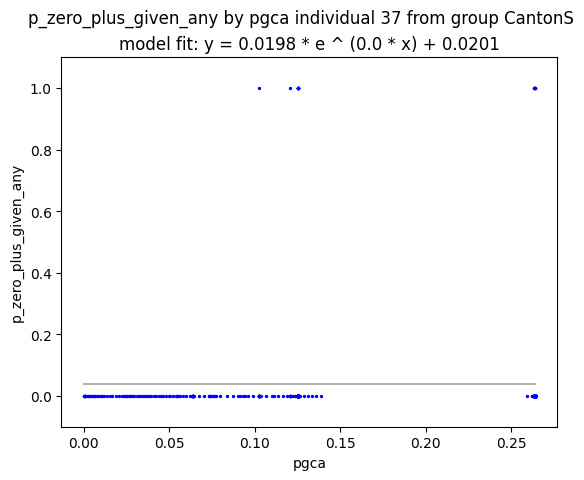 p_zero_plus_given_any by pgca individual 37 from group CantonS
model fit: y = 0.0198 * e ^ (0.0 * x) + 0.0201
1.0
0.8
0.6
0.4
0.2
0.0
p_zero_plus_given_any
0.00 0.05 0.10 0.15 0.20 0.25
pgca